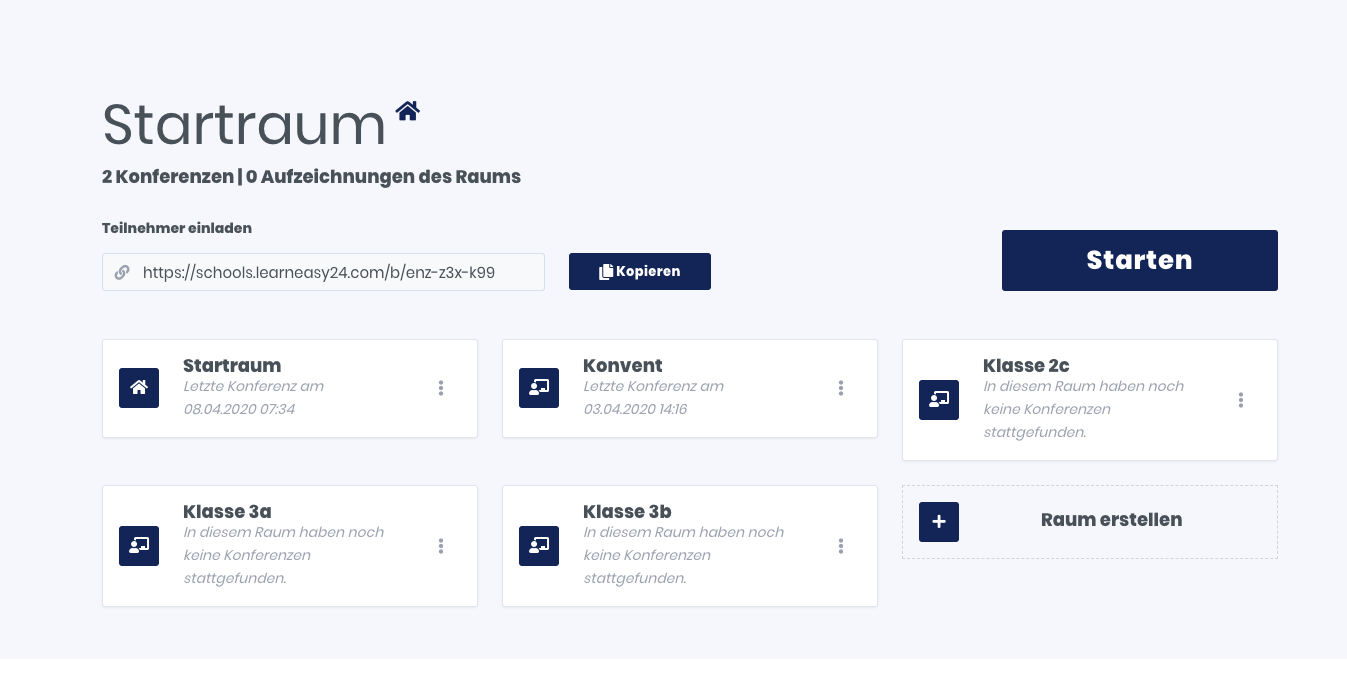 Startraum
2 Konferenzen | 0 Aufzeichnungen des Raums
Teilnehmer einladen
https://schools.learneasy24.com/b/enz-z3x-k99
Kopieren
Starten
Startraum
Letzte Konferenz am
08.04.2020 07:34
Konvent
Letzte Konferenz am
03.04.2020 14:16
Klasse 2c
In diesem Raum haben noch
keine Konferenzen
stattgefunden.
Klasse 3a
In diesem Raum haben noch
keine Konferenzen
stattgefunden.
Klasse 3b
In diesem Raum haben noch
keine Konferenzen
stattgefunden.
Raum erstellen